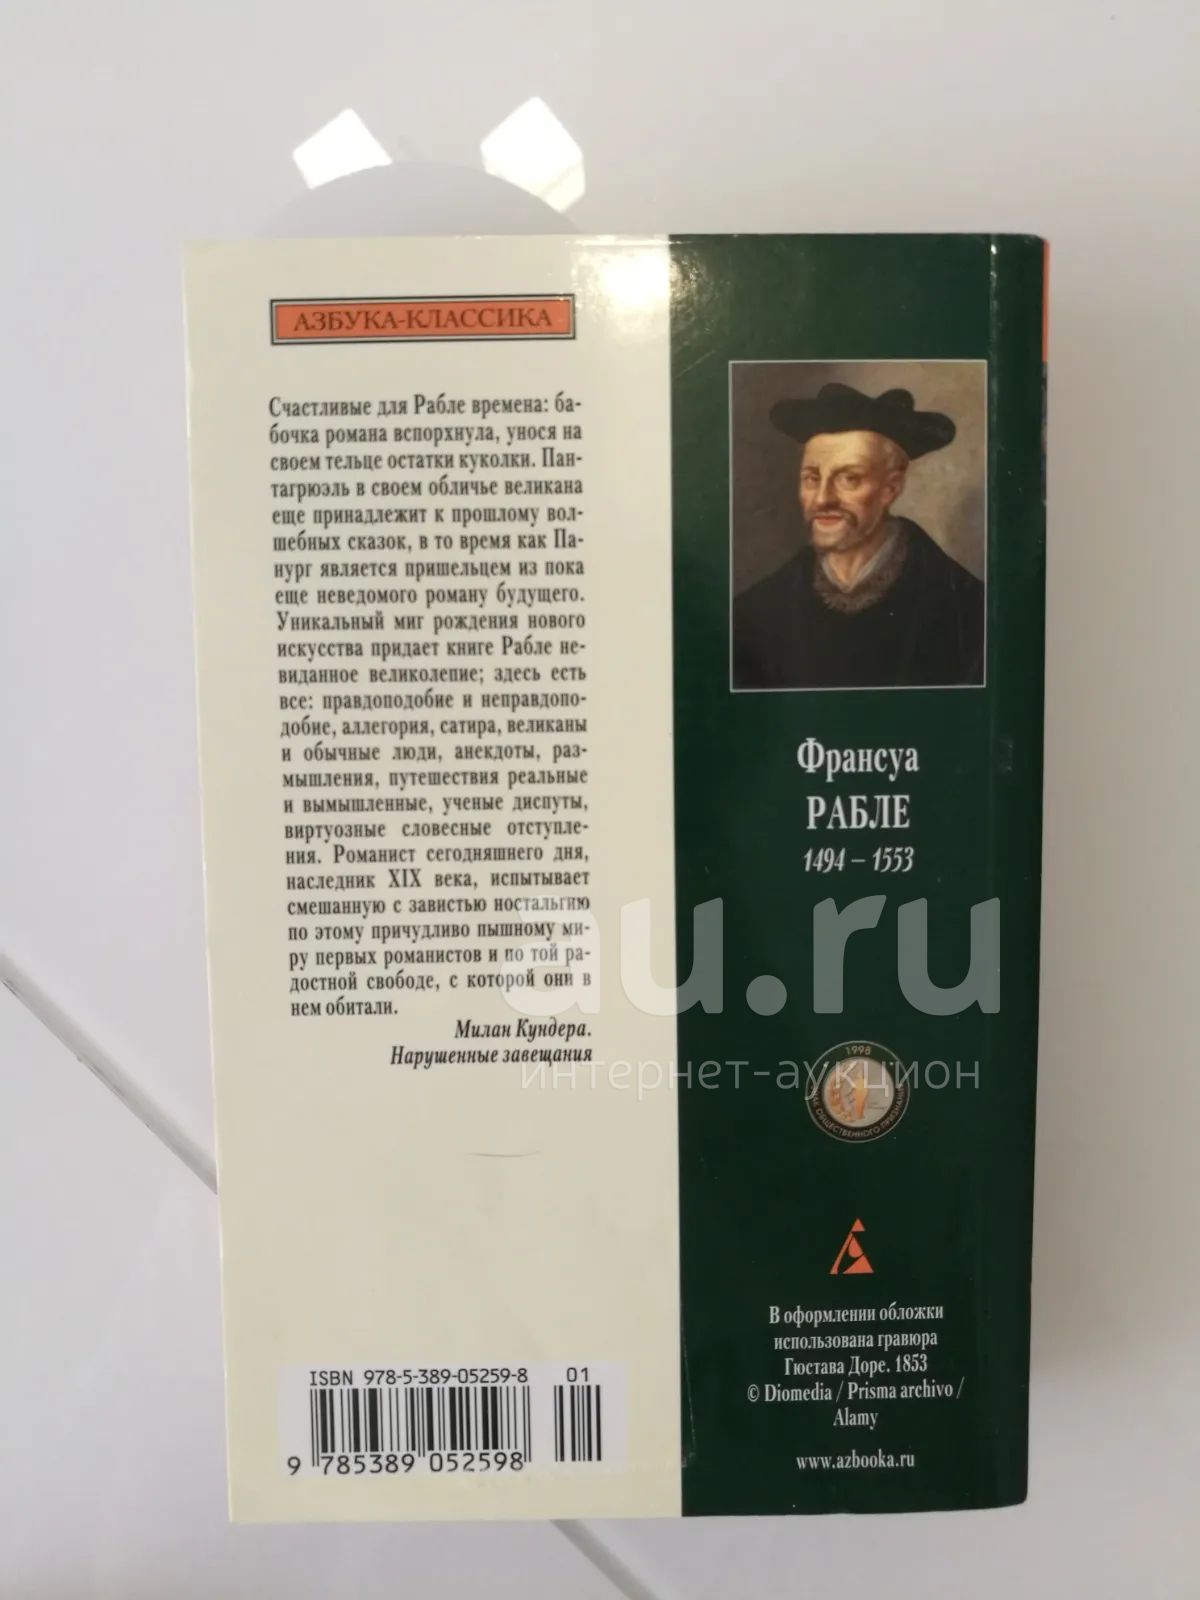 АЗБУКА-КЛАССИКА
Счастливые для Рабле времена: ба-
бочка романа вспорхнула, унося на
своем тельце остатки куколки. Пан-
тагрюэль в своем обличье великана
еще принадлежит к прошлому вол-
шебных сказок, в то время как Па-
нург является пришельцем из пока
еще неведомого роману будущего.
Уникальный миг рождения нового
искусства придает книге Рабле не-
виданное великолепие; здесь есть
все: правдоподобие и неправдопо-
добие, аллегория, сатира, великаны
и обычные люди, анекдоты, раз-
мышления, путешествия реальные
и вымышленные, ученые диспуты,
виртуозные словесные отступле-
ния. Романист сегодняшнего дня,
наследник XIX века, испытывает
смешанную с завистью ностальгию
по этому причудливо пышному ми-
ру первых романистов и по той ра-
достной свободе, с которой они в
нем обитали.
Милан Кундера.
Нарушенные завещания
ISBN 978-5-389-05259-8
01
9 785389 052598
Франсуа
РАБЛЕ
1494 – 1553
au.ru
интернет-аукцион
1998
ЗНАК ОБЩЕСТВЕННОГО ПРИЗНАНИЯ
В оформлении обложки
использована гравюра
Гюстава Доре. 1853
© Diomedia / Prisma archivo /
Alamy
www.azbooka.ru